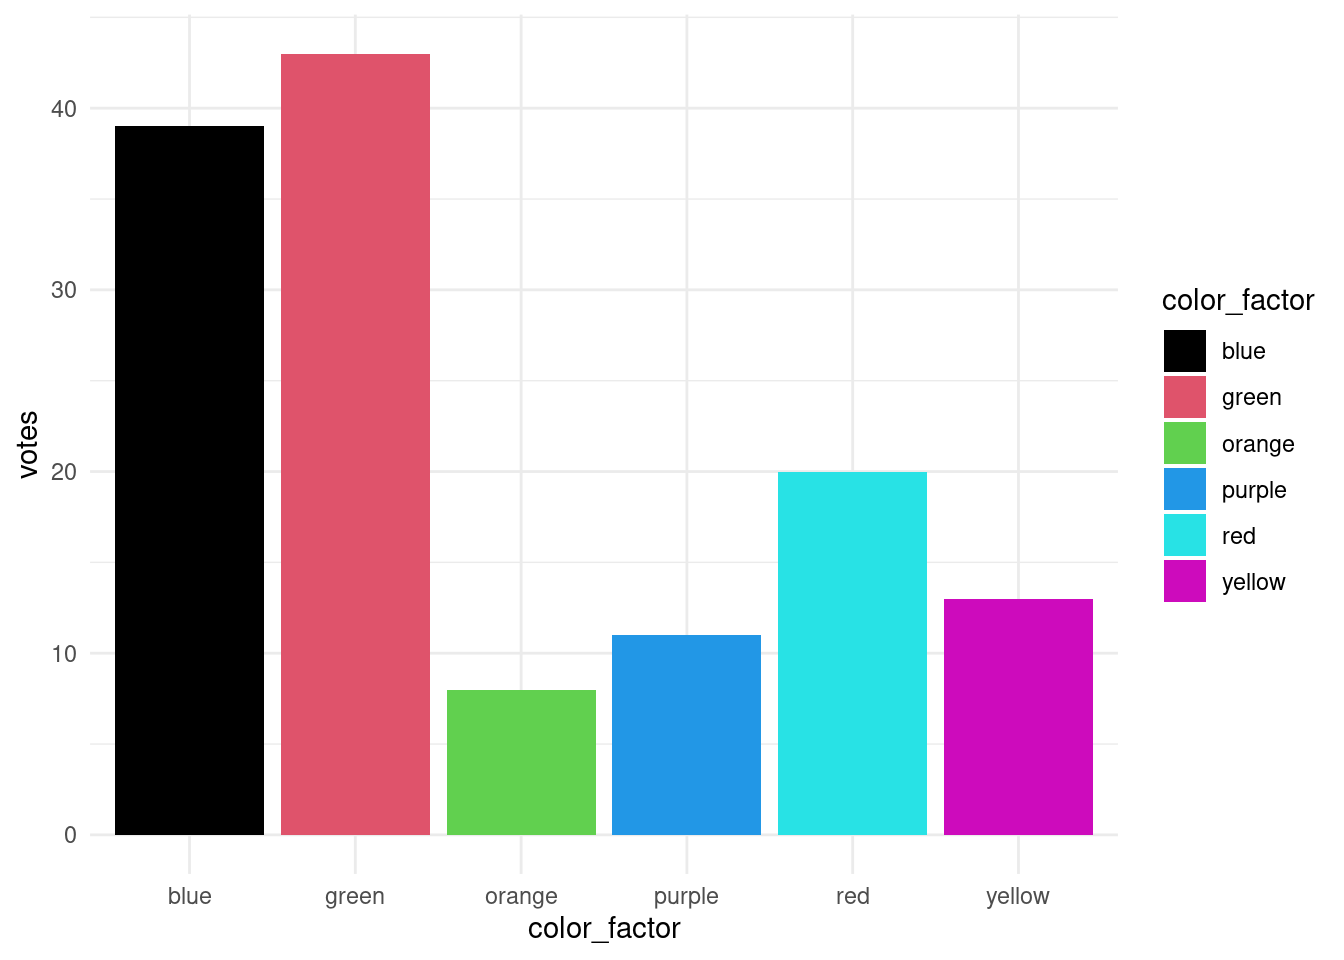 votes
40
30
20
10
0
blue green orange purple red yellow
color_factor
color_factor
blue
green
orange
purple
red
yellow